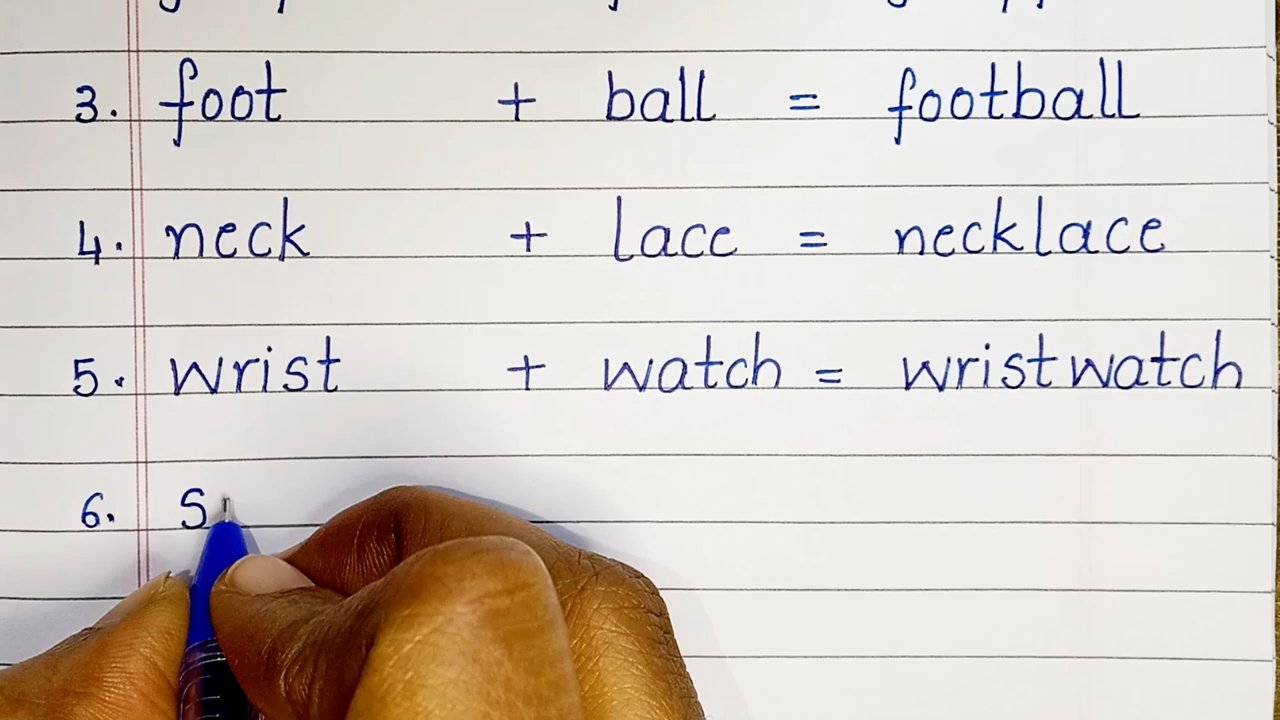 3. foot + ball = football
4. neck + lace = necklace
5. wrist + watch = wristwatch
6. s